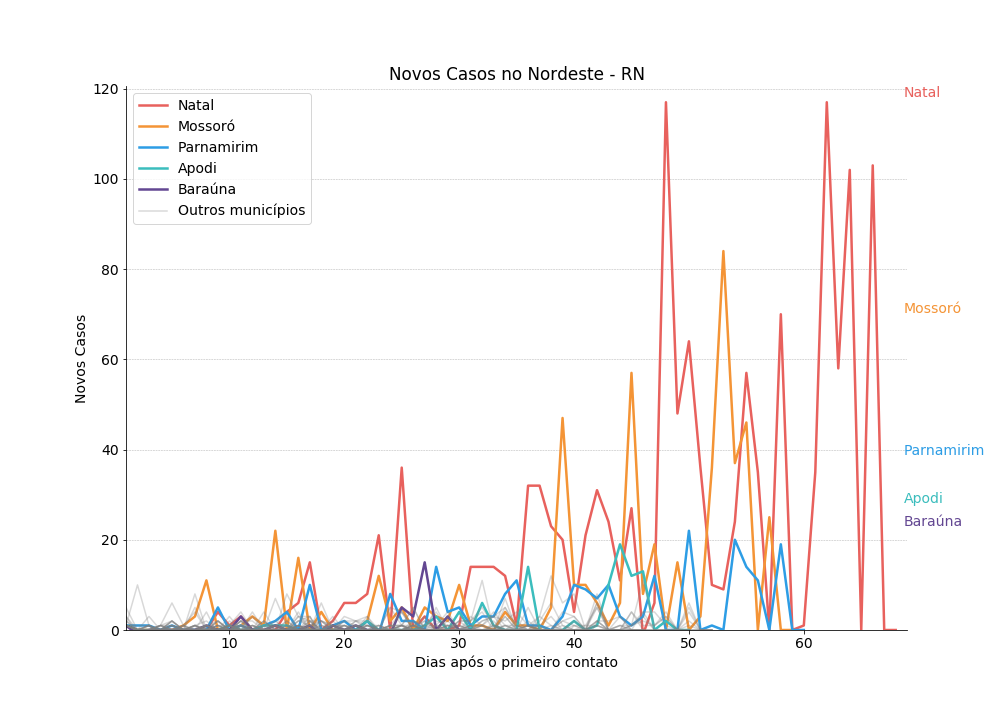 Novos Casos no Nordeste - RN
120
100
80
60
40
20
0
Novos Casos
Natal
Mossoró
Parnamirim
Apodi
Baraúna
Outros municípios
Natal
Mossoró
Parnamirim
Apodi
Baraúna
10 20 30 40 50 60
Dias após o primeiro contato